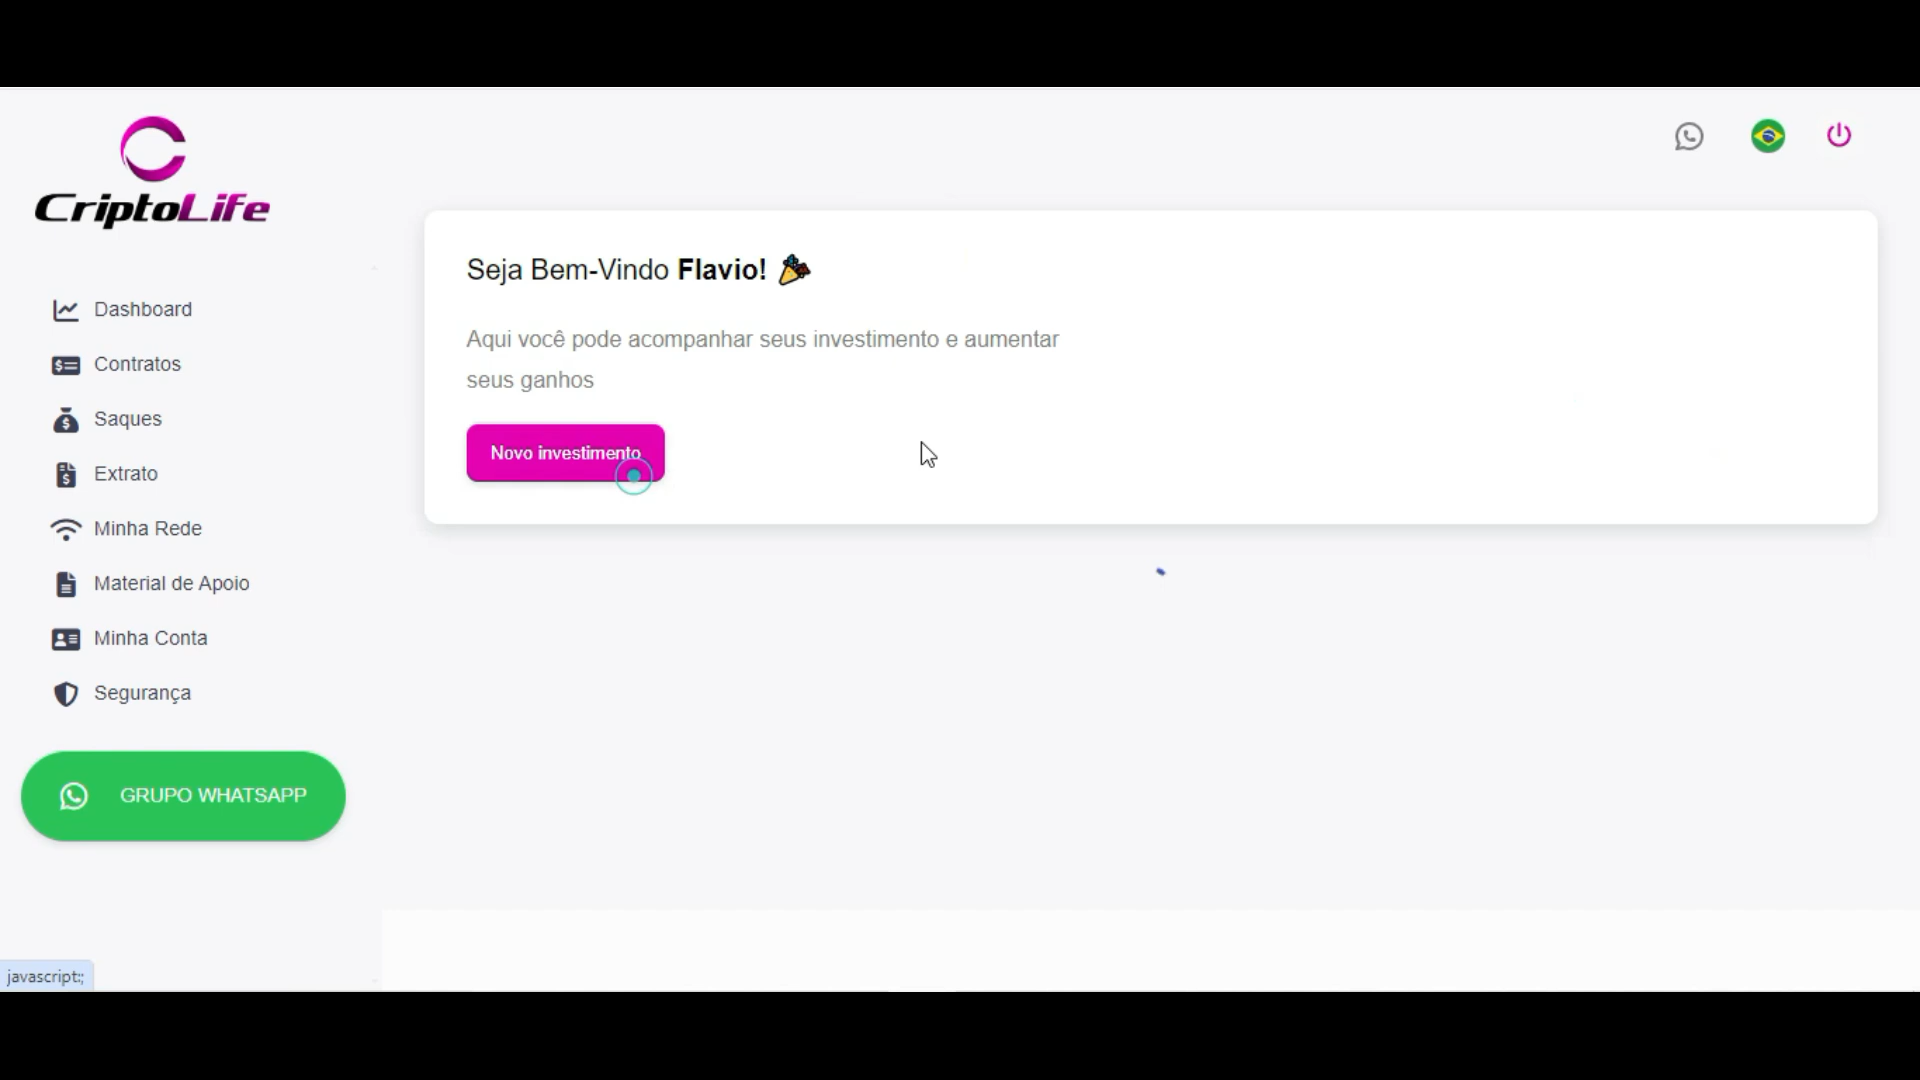 CriptoLife
Dashboard
Contratos
Saques
Extrato
Minha Rede
Material de Apoio
Minha Conta
Segurança
GRUPO WHATSAPP
Seja Bem-Vindo Flavio!
Aqui você pode acompanhar seus investimento e aumentar
seus ganhos
Novo investimento
javascript:;